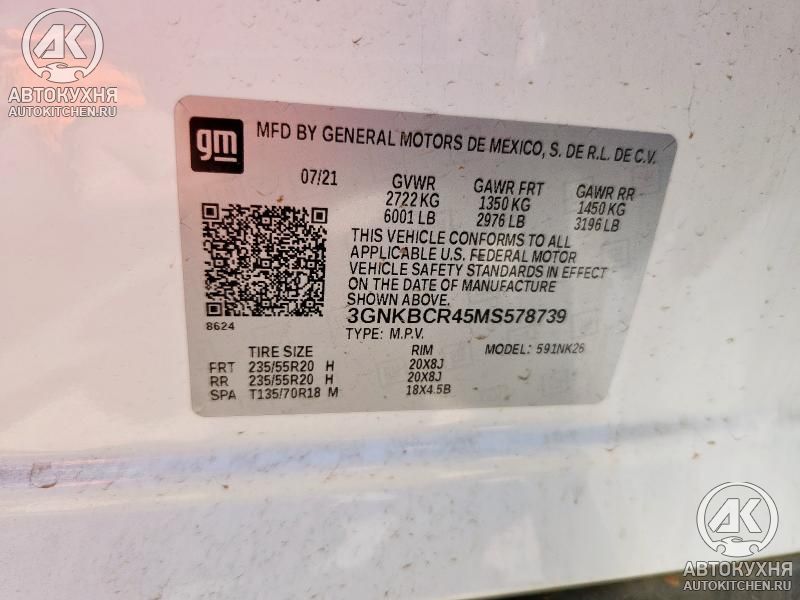 AK
АВТОКУХНЯ
AUTOKITCHEN.RU
gm
MFD BY GENERAL MOTORS DE MEXICO, S. DE R.L. DE C.V.
07/21 GVWR GAWR FRT GAWR RR
2722 KG 1350 KG 1450 KG
6001 LB 2976 LB 3196 LB
THIS VEHICLE CONFORMS TO ALL
APPLICABLE U.S. FEDERAL MOTOR
VEHICLE SAFETY STANDARDS IN EFFECT
ON THE DATE OF MANUFACTURE
SHOWN ABOVE.
8624
3GNKBCR45MS578739
TYPE: M.P.V.
TIRE SIZE RIM MODEL: 591NK26
FRT 235/55R20 H 20X8J
RR 235/55R20 H 20X8J
SPA T135/70R18 M 18X4.5B
AK
АВТОКУХНЯ
AUTOKITCHEN.RU